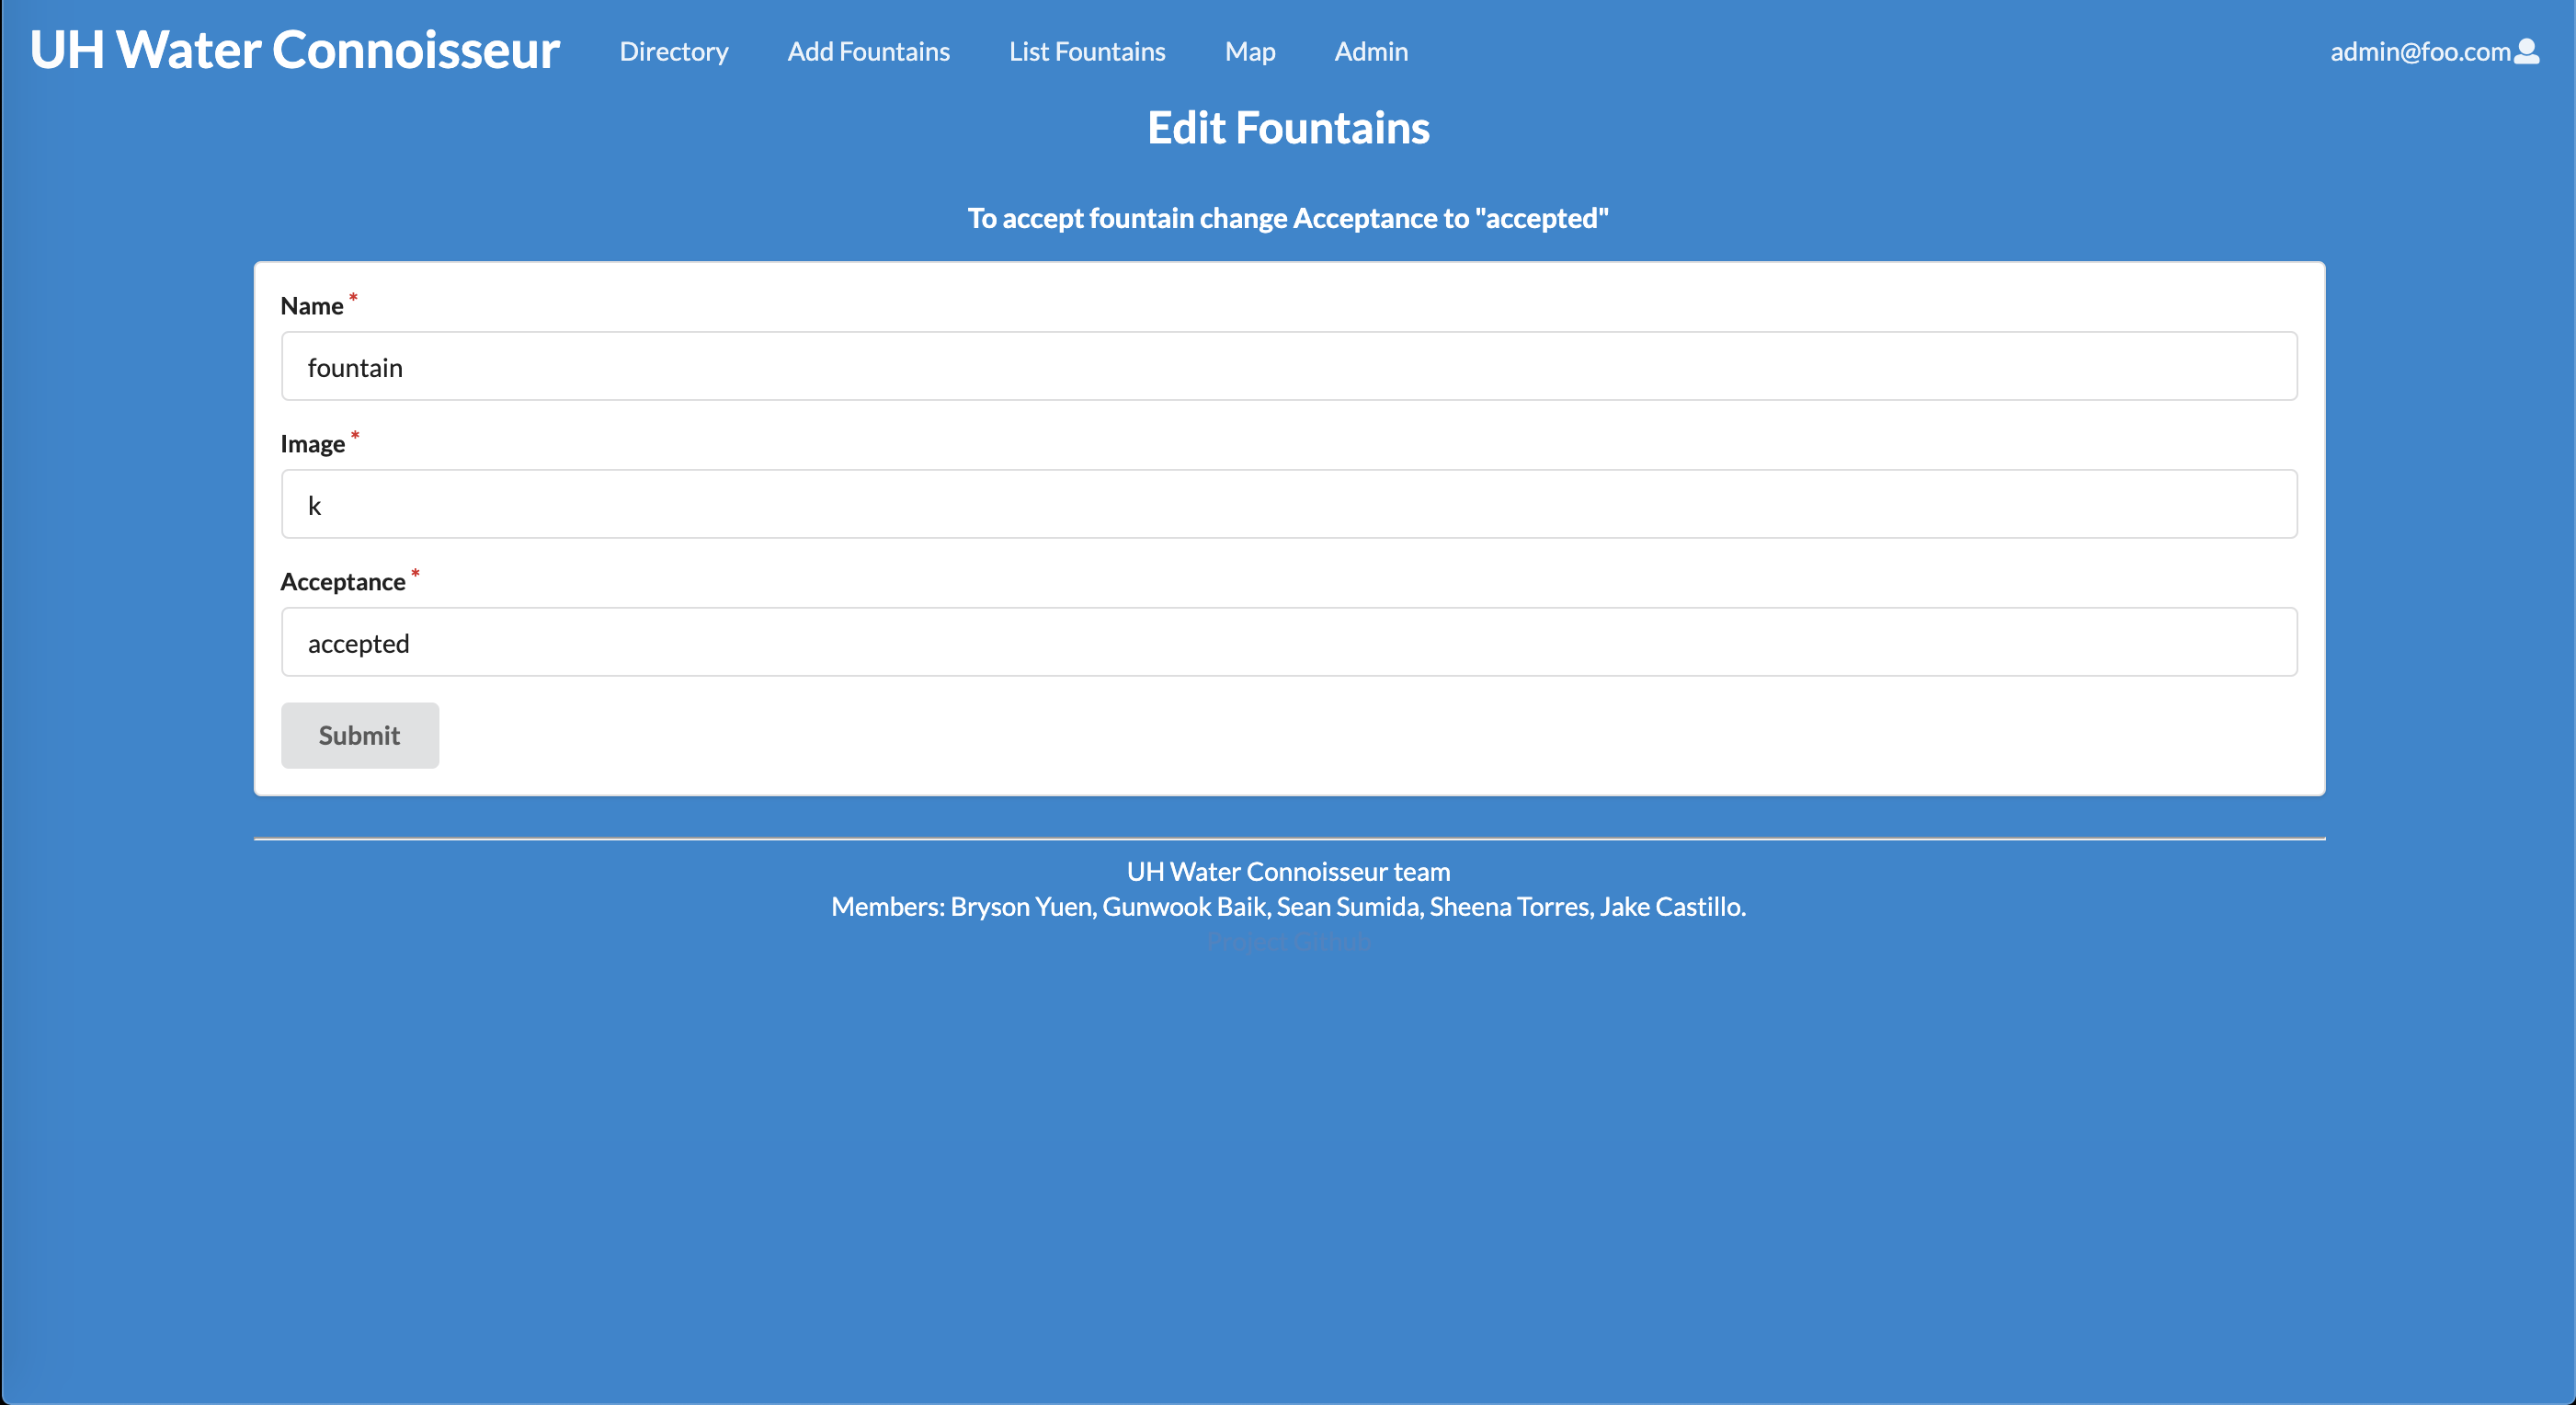 UH Water Connoisseur Directory Add Fountains List Fountains Map Admin admin@foo.com
Edit Fountains
To accept fountain change Acceptance to "accepted"
Name *
fountain
Image *
k
Acceptance *
accepted
Submit
UH Water Connoisseur team
Members: Bryson Yuen, Gunwook Baik, Sean Sumida, Sheena Torres, Jake Castillo.
Project Github